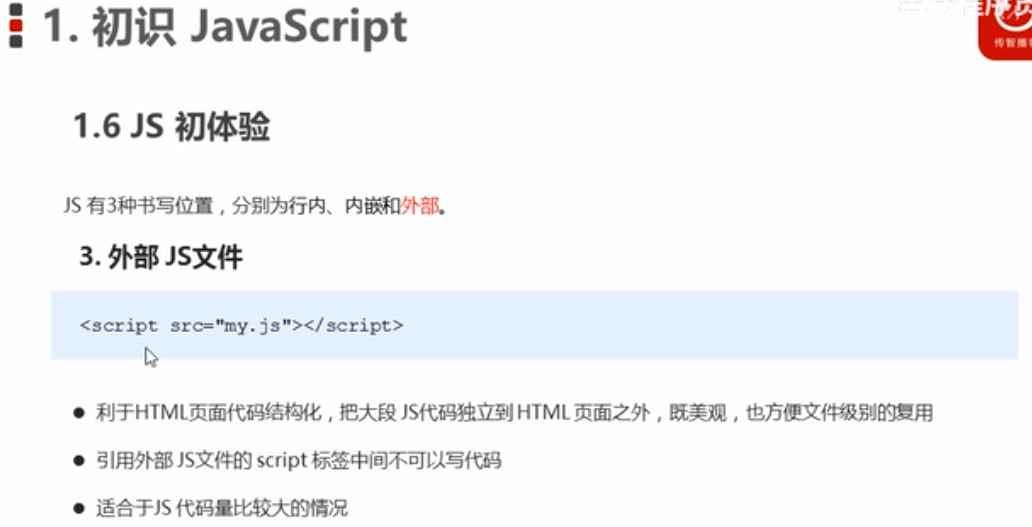 1. 初识 JavaScript
传智播
1.6 JS 初体验
JS 有3种书写位置，分别为行内、内嵌和外部。
3. 外部 JS文件
<script src="my.js"></script>
● 利于HTML页面代码结构化，把大段 JS代码独立到 HTML 页面之外，既美观，也方便文件级别的复用
● 引用外部 JS文件的 script 标签中间不可以写代码
● 适合于JS 代码量比较大的情况